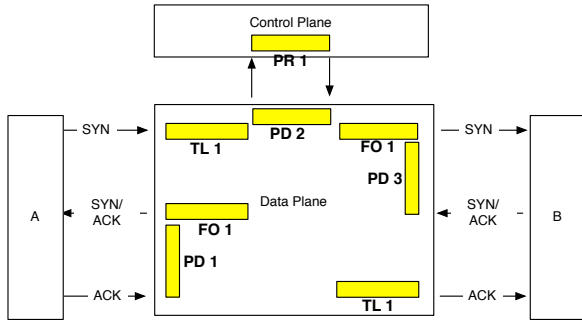 Control Plane
PR 1
SYN
TL 1
PD 2
FO 1
SYN
PD 3
A
SYN/
ACK
FO 1
Data Plane
SYN/
ACK
B
PD 1
ACK
TL 1
ACK